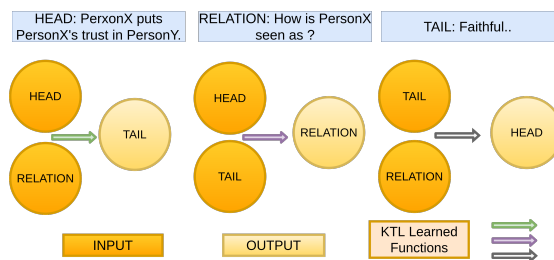 HEAD: PerxonX puts
PersonX's trust in PersonY.
RELATION: How is PersonX
seen as ?
TAIL: Faithful..
HEAD
RELATION
TAIL
HEAD
TAIL
RELATION
TAIL
RELATION
HEAD
INPUT
OUTPUT
KTL Learned
Functions